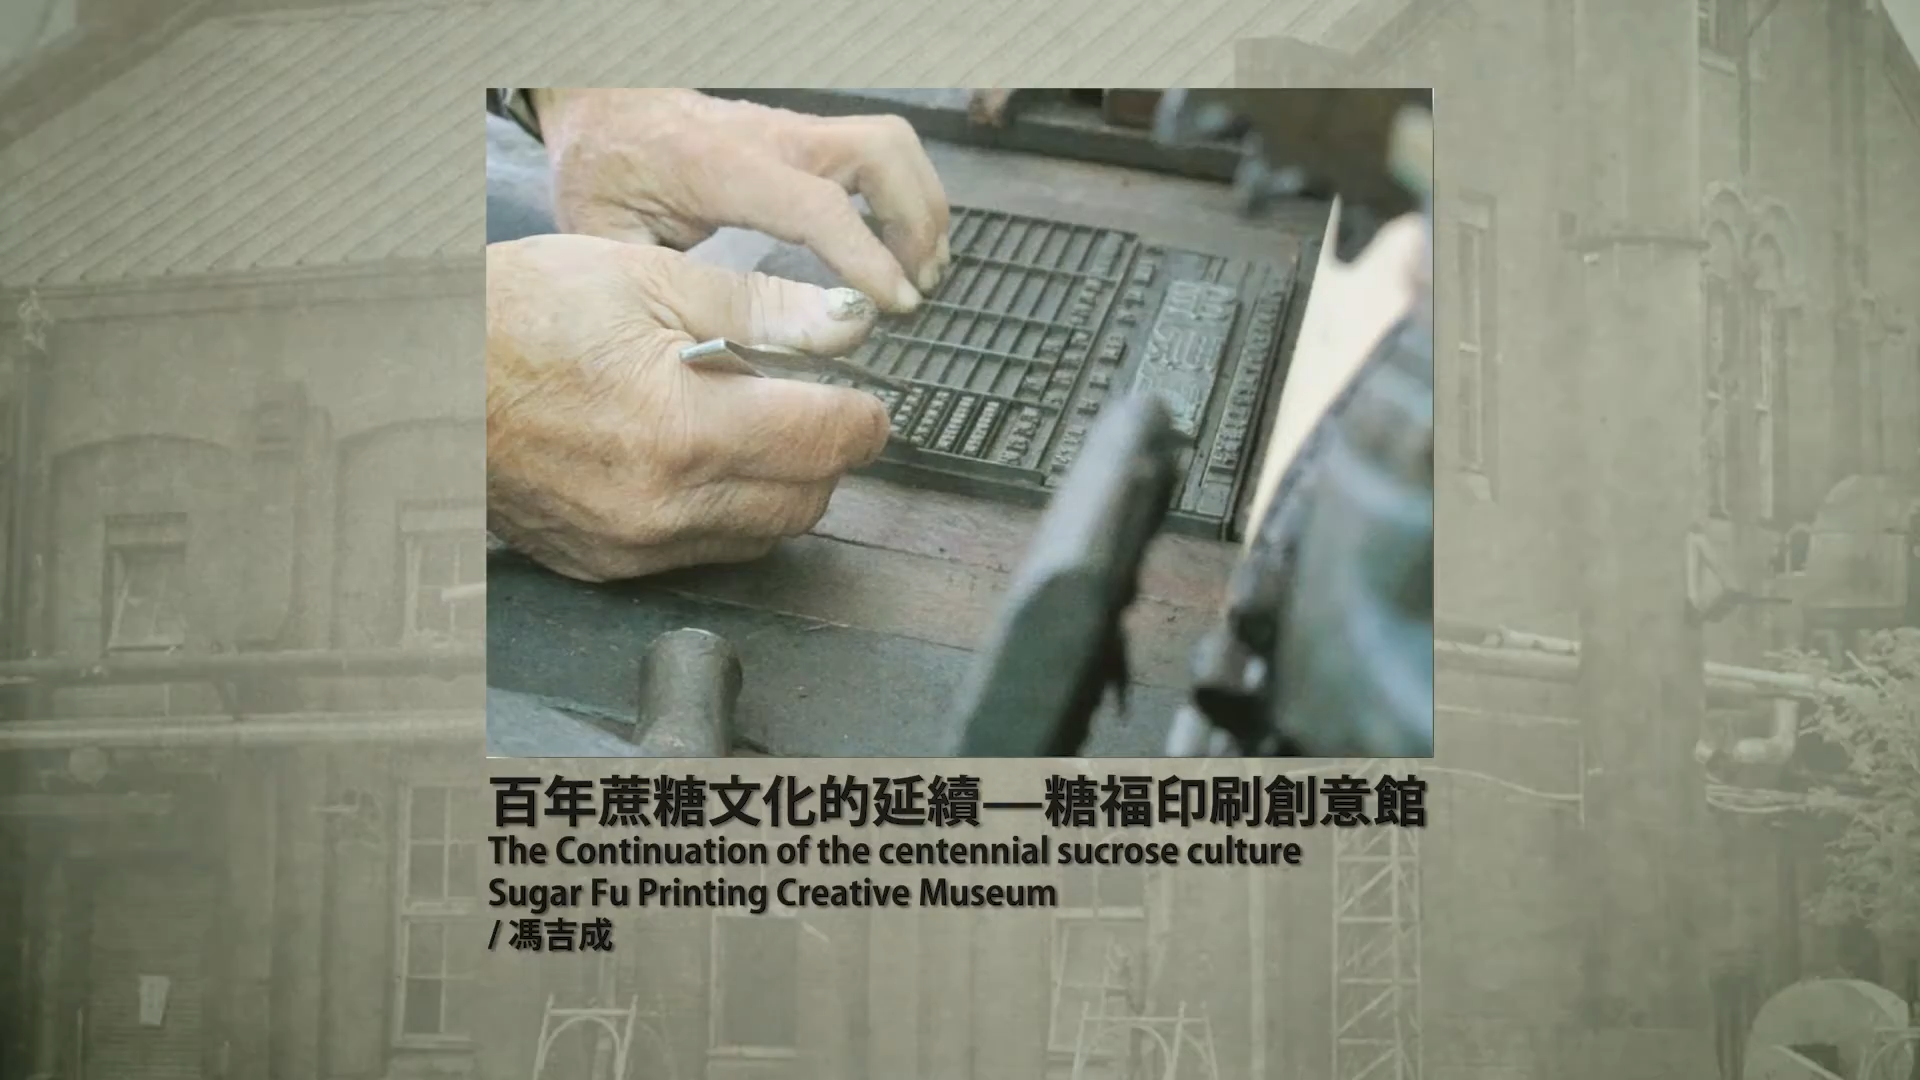 百年蔗糖文化的延續—糖福印刷創意館
The Continuation of the centennial sucrose culture
Sugar Fu Printing Creative Museum
/ 馮吉成